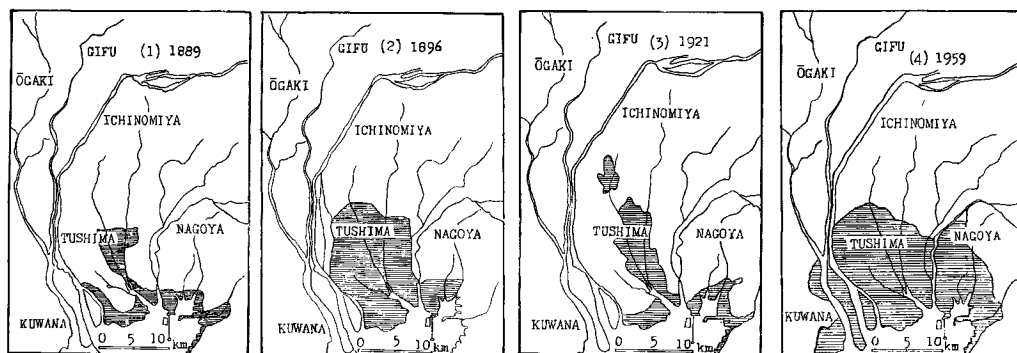 GIFU (1) 1889
ŌGAKI
ICHINOMIYA
TUSHIMA
NAGOYA
KUWANA
0 5 10 km
GIFU (2) 1896
ŌGAKI
ICHINOMIYA
TUSHIMA
NAGOYA
KUWANA
0 5 10 km
GIFU (3) 1921
ŌGAKI
ICHINOMIYA
TUSHIMA
NAGOYA
KUWANA
0 5 10 km
GIFU (4) 1959
ŌGAKI
ICHINOMIYA
TUSHIMA
NAGOYA
KUWANA
0 5 10 km